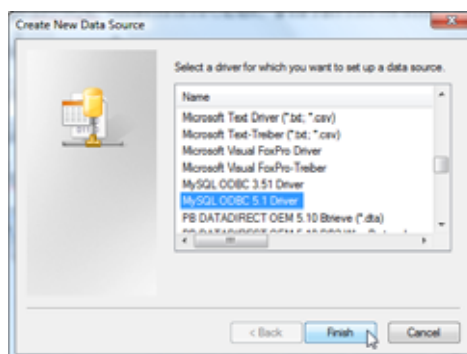 Create New Data Source
Select a driver for which you want to set up a data source.
Name
Microsoft Text Driver (*.txt; *.csv)
Microsoft Text-Treiber (*.txt; *.csv)
Microsoft Visual FoxPro Driver
Microsoft Visual FoxPro-Treiber
MySQL ODBC 3.51 Driver
MySQL ODBC 5.1 Driver
PB DATADIRECT OEM 5.10 Btrieve (*.dta)
< Back
Finish
Cancel